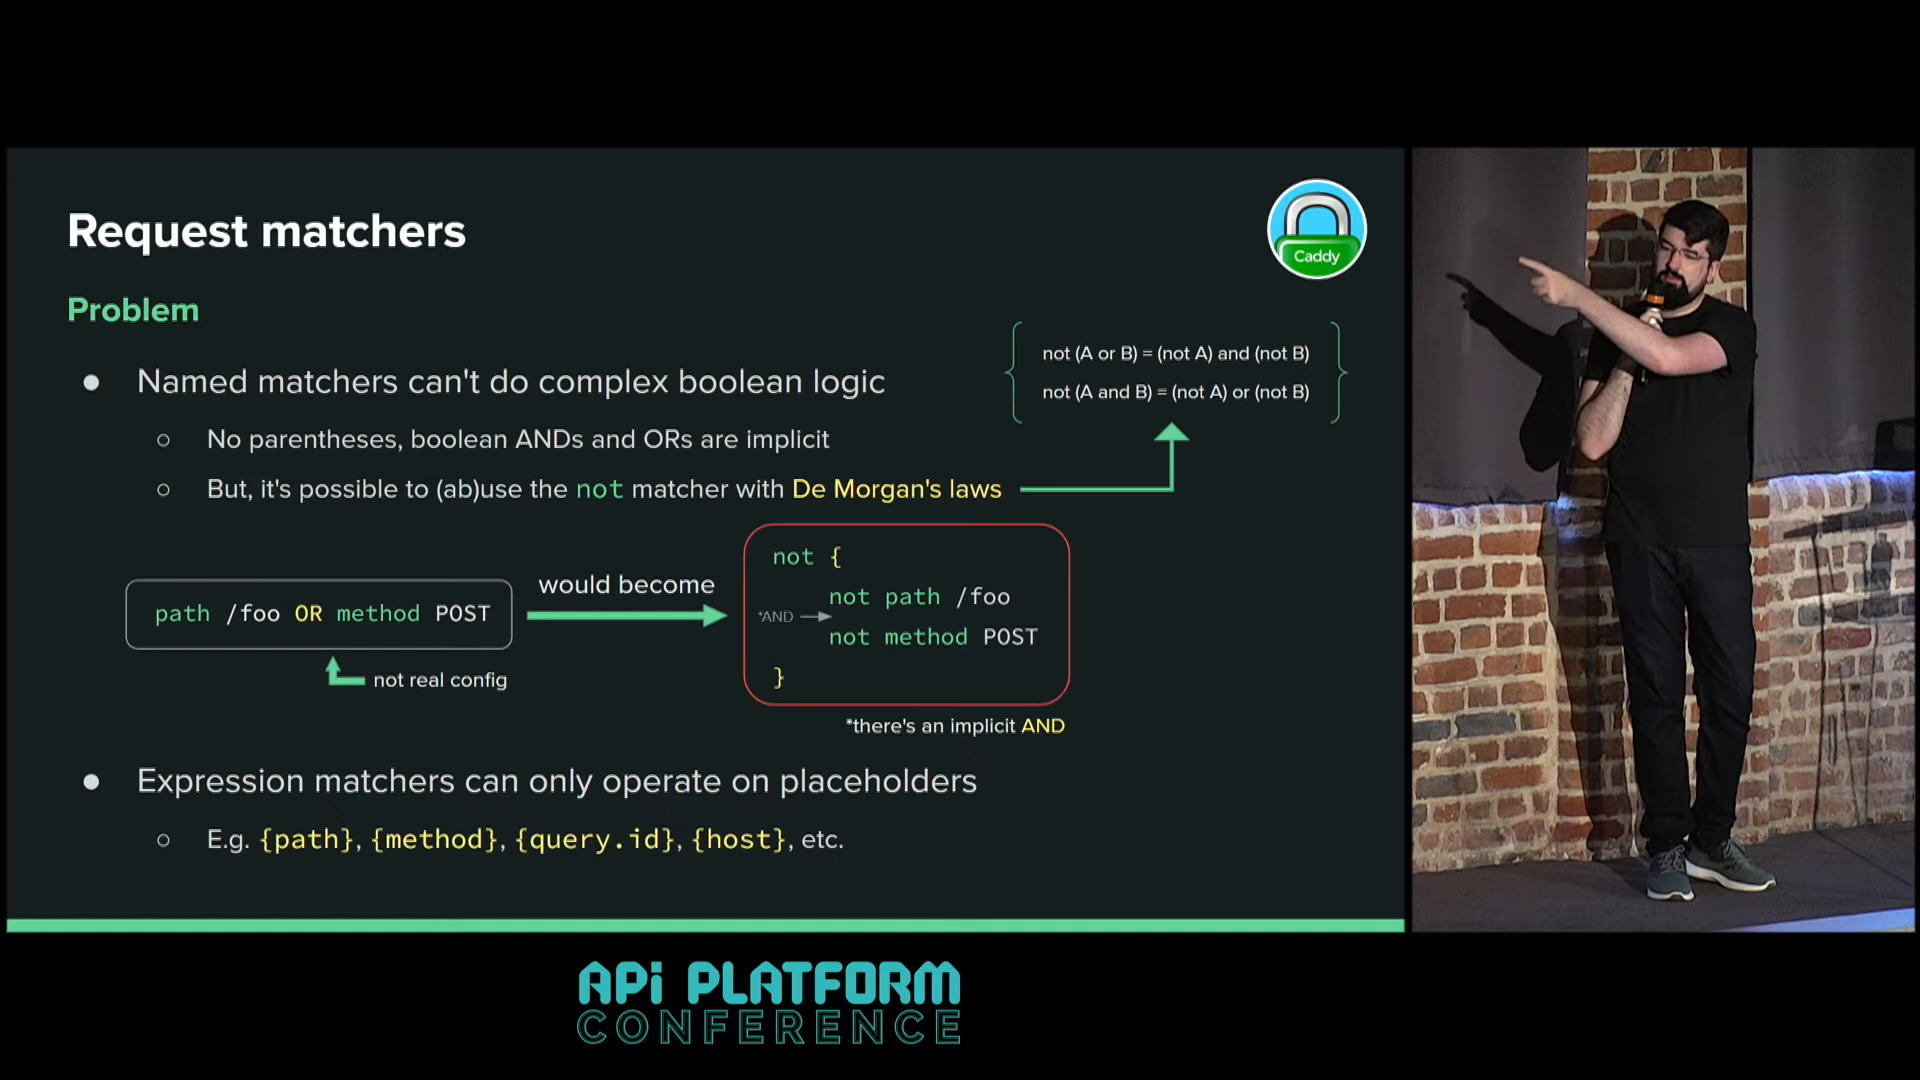 Request matchers
Caddy
Problem
● Named matchers can't do complex boolean logic
not (A or B) = (not A) and (not B)
not (A and B) = (not A) or (not B)
○ No parentheses, boolean ANDs and ORs are implicit
○ But, it's possible to (ab)use the not matcher with De Morgan's laws
path /foo OR method POST
not real config
would become
not {
not path /foo
*AND
not method POST
}
*there's an implicit AND
● Expression matchers can only operate on placeholders
○ E.g. {path}, {method}, {query.id}, {host}, etc.
APi PLATFORM
CONFERENCE